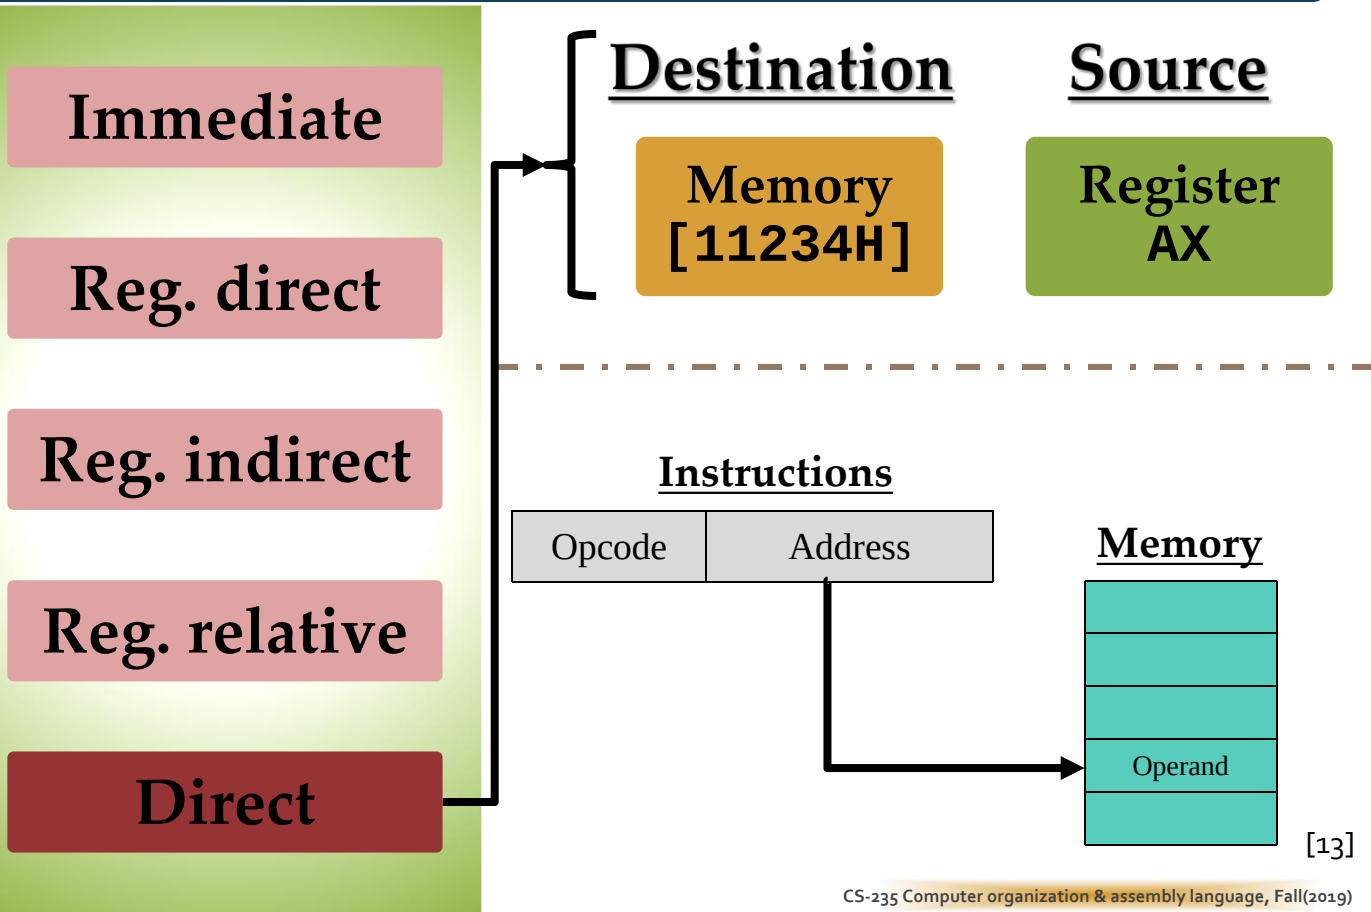 Immediate
Reg. direct
Reg. indirect
Reg. relative
Direct
Destination
Source
Memory
[11234H]
Register
AX
Instructions
Opcode
Address
Memory
Operand
[13]
CS-235 Computer organization & assembly language, Fall(2019)